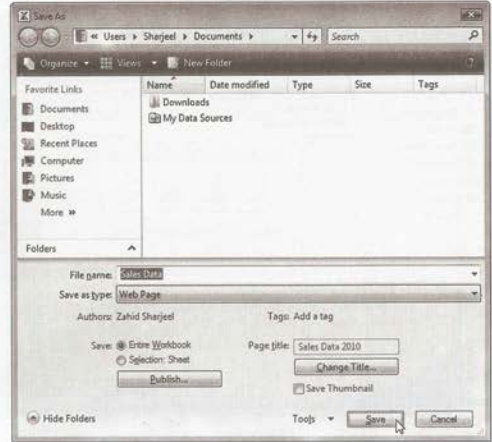 Save As
« Users ▸ Sharjeel ▸ Documents ▸
Search
Organize Views New Folder
Favorite Links
Documents
Desktop
Recent Places
Computer
Pictures
Music
More »
Folders
Name Date modified Type Size Tags
Downloads
My Data Sources
File name: Sales Data
Save as type: Web Page
Authors: Zahid Sharjeel Tags: Add a tag
Save: Entire Workbook Page title: Sales Data 2010
Selection: Sheet Change Title...
Publish... Save Thumbnail
Hide Folders Tools Save Cancel